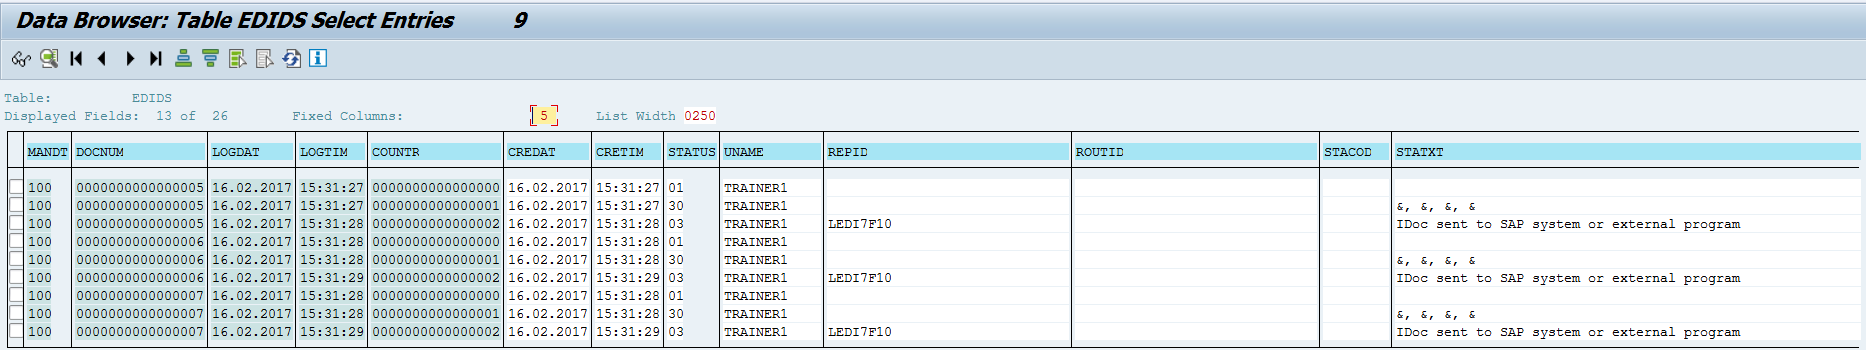 Data Browser: Table EDIDS Select Entries 9
Table: EDIDS
Displayed Fields: 13 of 26 Fixed Columns: 5 List Width 0250
MANDT DOCNUM LOGDAT LOGTIM COUNTR CREDAT CRETIM STATUS UNAME REPID ROUTID STACOD STATXT
100 0000000000000005 16.02.2017 15:31:27 0000000000000000 16.02.2017 15:31:27 01 TRAINER1
100 0000000000000005 16.02.2017 15:31:27 0000000000000001 16.02.2017 15:31:27 30 TRAINER1 &, &, &, &
100 0000000000000005 16.02.2017 15:31:28 0000000000000002 16.02.2017 15:31:28 03 TRAINER1 LEDI7F10 IDoc sent to SAP system or external program
100 0000000000000006 16.02.2017 15:31:28 0000000000000000 16.02.2017 15:31:28 01 TRAINER1
100 0000000000000006 16.02.2017 15:31:28 0000000000000001 16.02.2017 15:31:28 30 TRAINER1 &, &, &, &
100 0000000000000006 16.02.2017 15:31:29 0000000000000002 16.02.2017 15:31:29 03 TRAINER1 LEDI7F10 IDoc sent to SAP system or external program
100 0000000000000007 16.02.2017 15:31:28 0000000000000000 16.02.2017 15:31:28 01 TRAINER1
100 0000000000000007 16.02.2017 15:31:28 0000000000000001 16.02.2017 15:31:28 30 TRAINER1 &, &, &, &
100 0000000000000007 16.02.2017 15:31:29 0000000000000002 16.02.2017 15:31:29 03 TRAINER1 LEDI7F10 IDoc sent to SAP system or external program